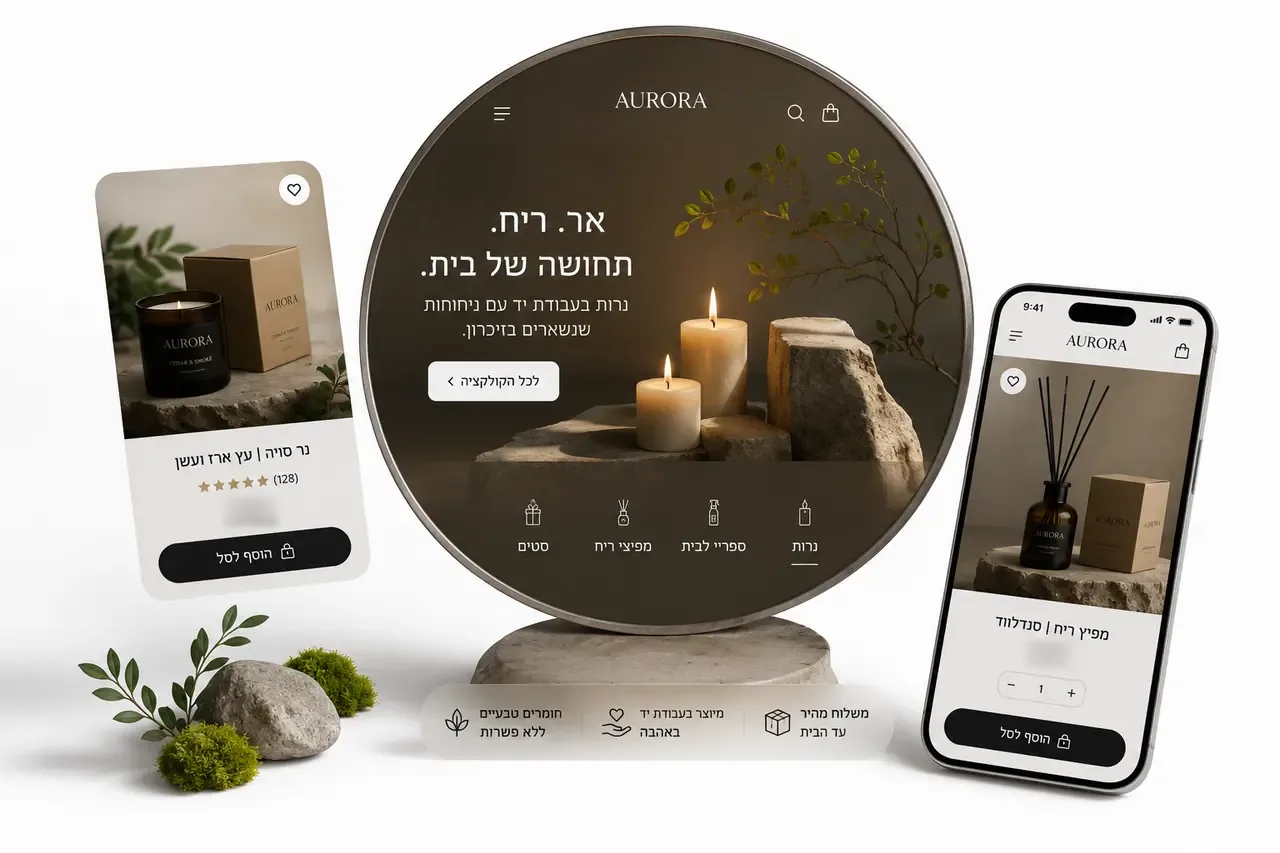 AURORA
אר. ריח.
תחושה של בית.
נרות בעבודת יד עם ניחוחות
שנשארים בזיכרון.
לכל הקולקציה
נרות
ספריי לבית
מפיצי ריח
סטים
AURORA
AURORA
CEDAR & SMOKE
נר סויה | עץ ארז ועשן
(128)
הוסף לסל
9:41
AURORA
AURORA
AURORA
AURORA
מפיץ ריח | סנדלווד
− 1 +
הוסף לסל
משלוח מהיר
עד הבית
מיוצר בעבודת יד
באהבה
חומרים טבעיים
ללא פשרות